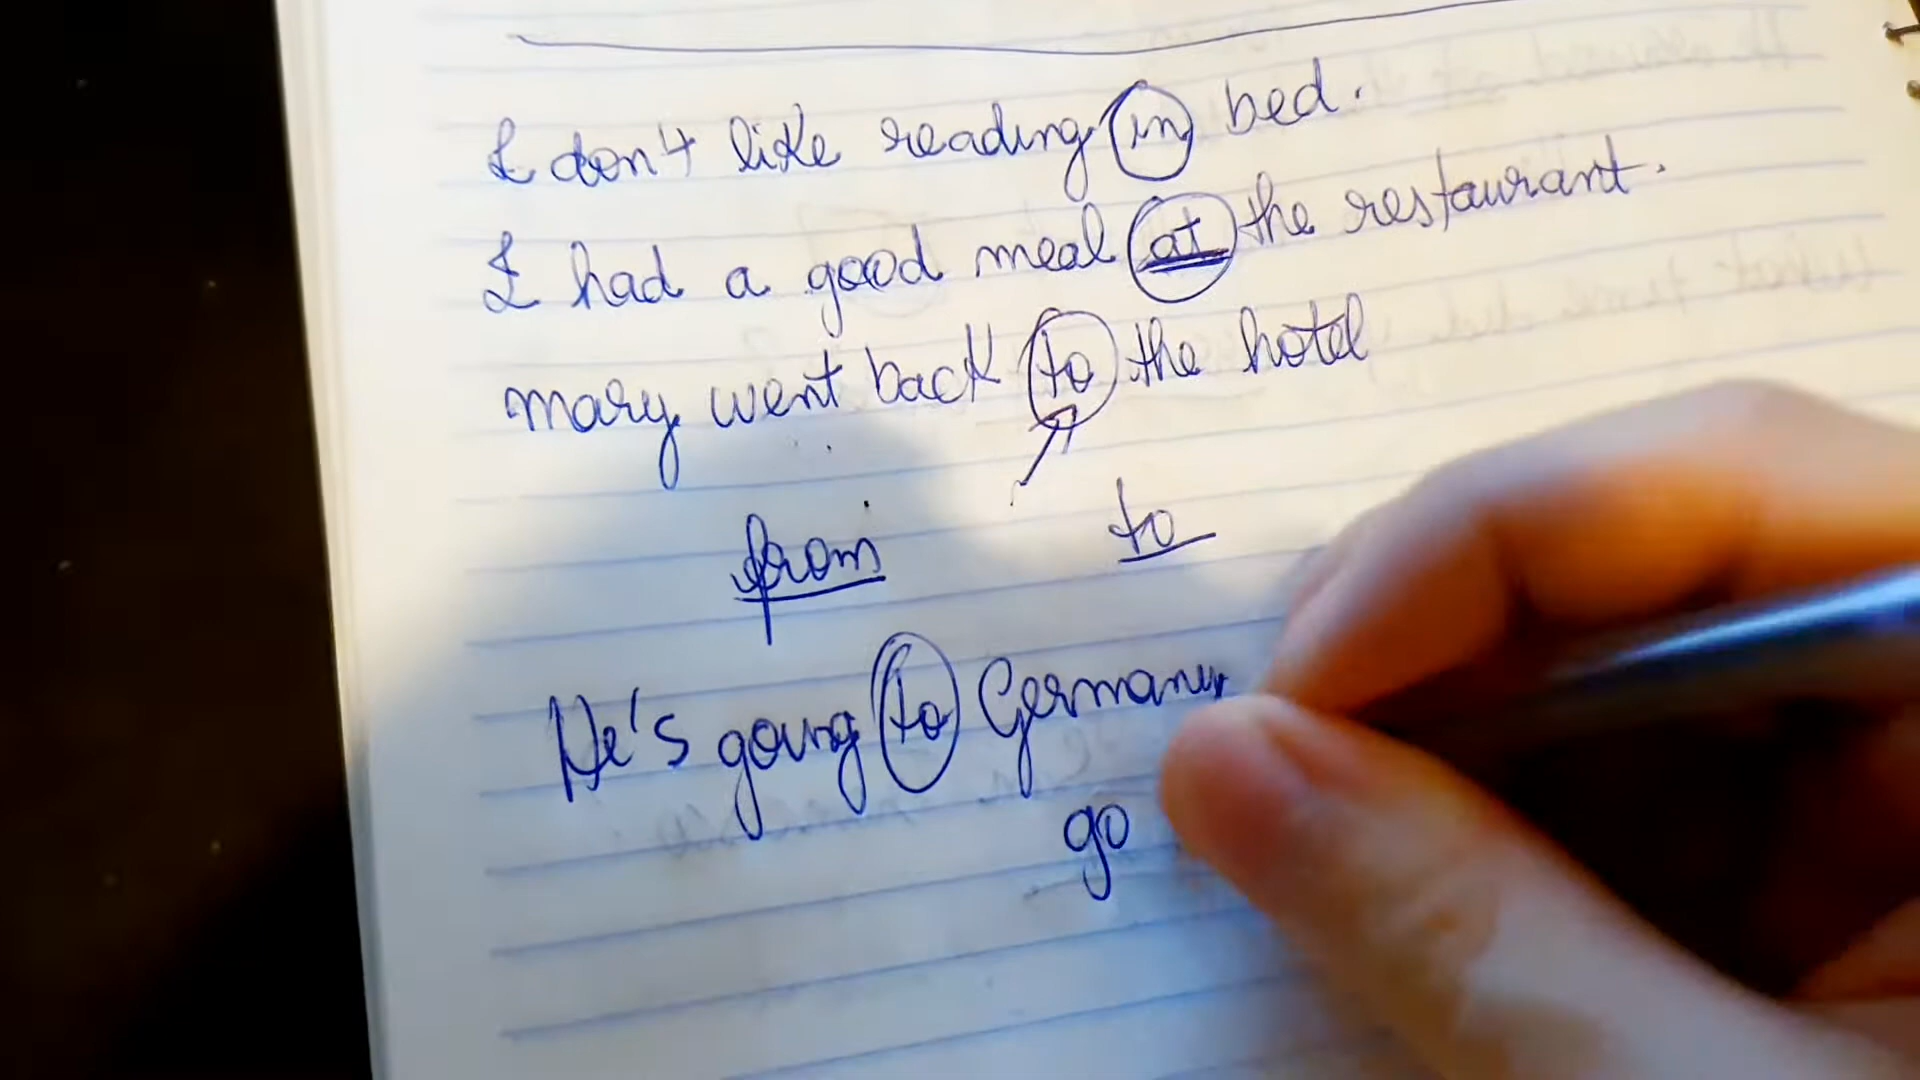 I don't like reading in bed.
I had a good meal at the restaurant.
mary went back to the hotel
from to
He's going to Germany
go